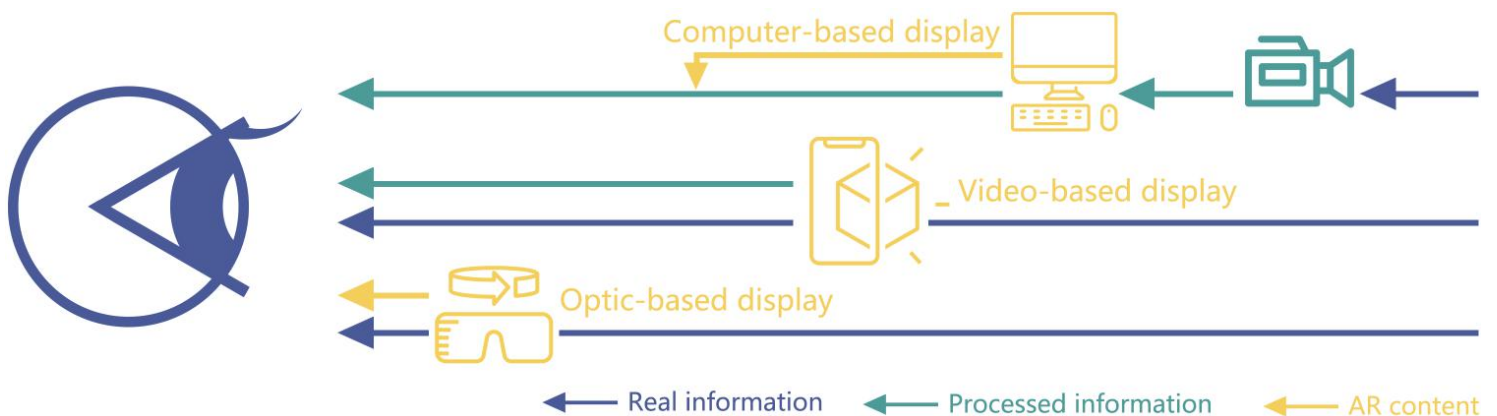 Computer-based display
Video-based display
Optic-based display
Real information
Processed information
AR content